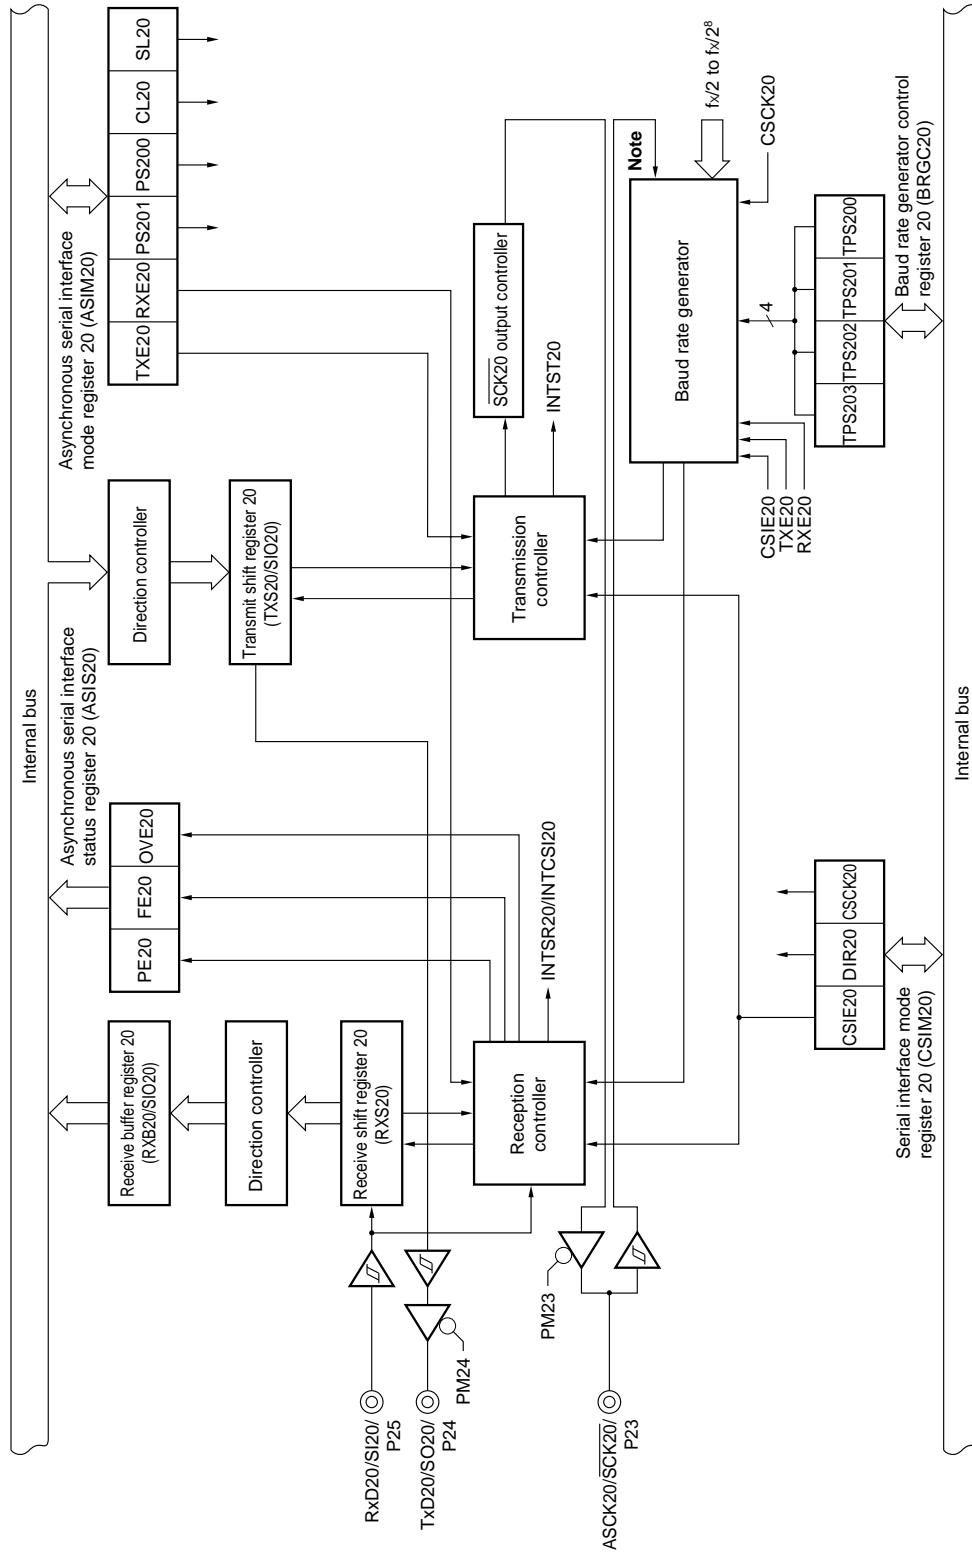 Internal bus
Receive buffer register 20
(RXB20/SIO20)
Direction controller
Receive shift register 20
(RXS20)
Asynchronous serial interface
status register 20 (ASIS20)
PE20
FE20
OVE20
Direction controller
Transmit shift register 20
(TXS20/SIO20)
Asynchronous serial interface
mode register 20 (ASIM20)
TXE20
RXE20
PS201
PS200
CL20
SL20
RxD20/SI20/
P25
TxD20/SO20/
P24
PM24
Reception
controller
INTSR20/INTCSI20
Transmission
controller
SCK20 output controller
INTST20
PM23
ASCK20/SCK20/
P23
Note
Baud rate generator
fx/2 to fx/2⁸
CSIE20
TXE20
RXE20
4
CSCK20
CSIE20
DIR20
CSCK20
Serial interface mode
register 20 (CSIM20)
TPS203
TPS202
TPS201
TPS200
Baud rate generator control
register 20 (BRGC20)
Internal bus